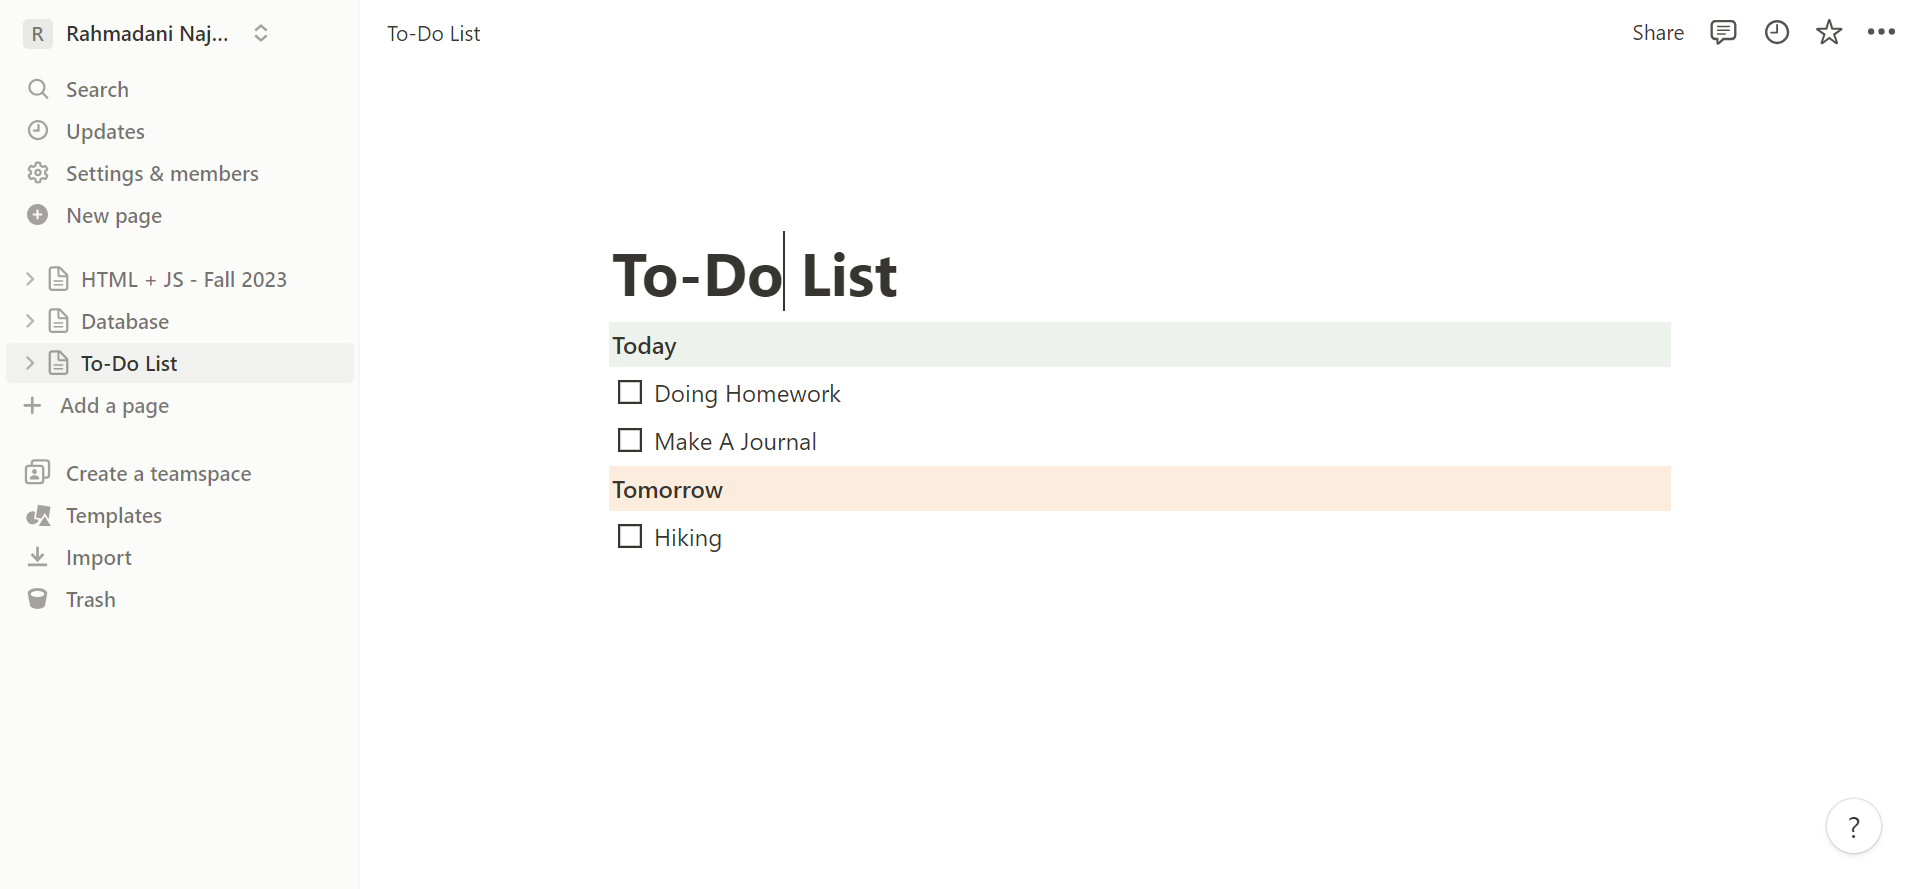 R Rahmadani Naj...
Search
Updates
Settings & members
New page
HTML + JS - Fall 2023
Database
To-Do List
Add a page
Create a teamspace
Templates
Import
Trash
To-Do List
Share
To-Do List
Today
Doing Homework
Make A Journal
Tomorrow
Hiking
?